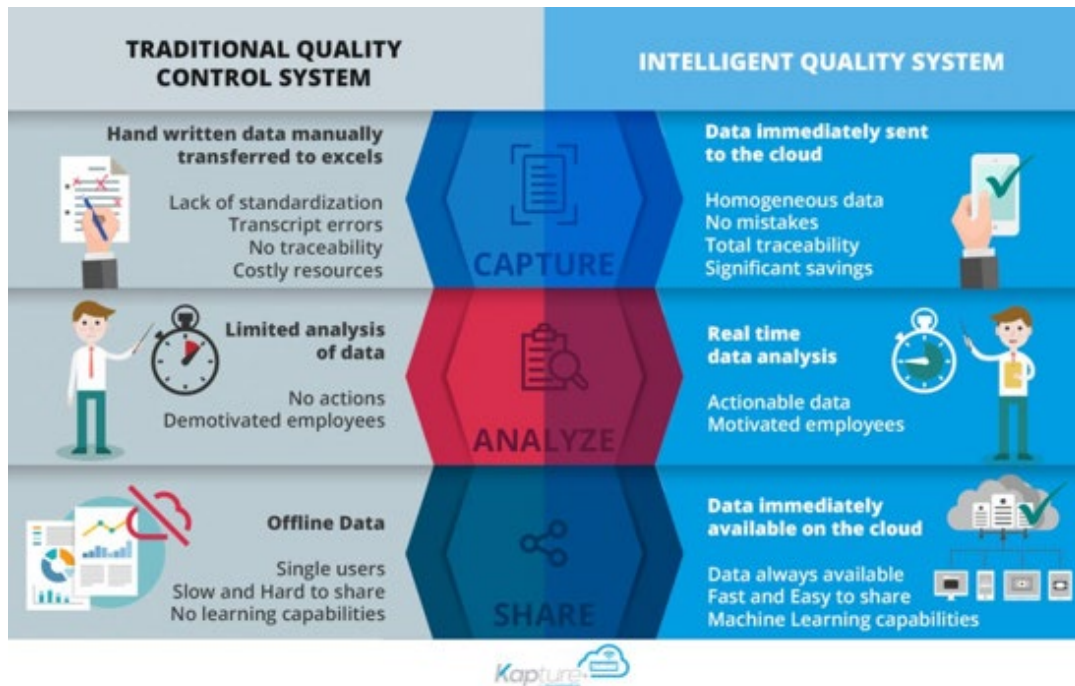 TRADITIONAL QUALITY
CONTROL SYSTEM
INTELLIGENT QUALITY SYSTEM
Hand written data manually
transferred to excels
Lack of standardization
Transcript errors
No traceability
Costly resources
CAPTURE
Data immediately sent
to the cloud
Homogeneous data
No mistakes
Total traceability
Significant savings
Limited analysis
of data
No actions
Demotivated employees
ANALYZE
Real time
data analysis
Actionable data
Motivated employees
Offline Data
Single users
Slow and Hard to share
No learning capabilities
SHARE
Data immediately
available on the cloud
Data always available
Fast and Easy to share
Machine Learning capabilities
Kapture+